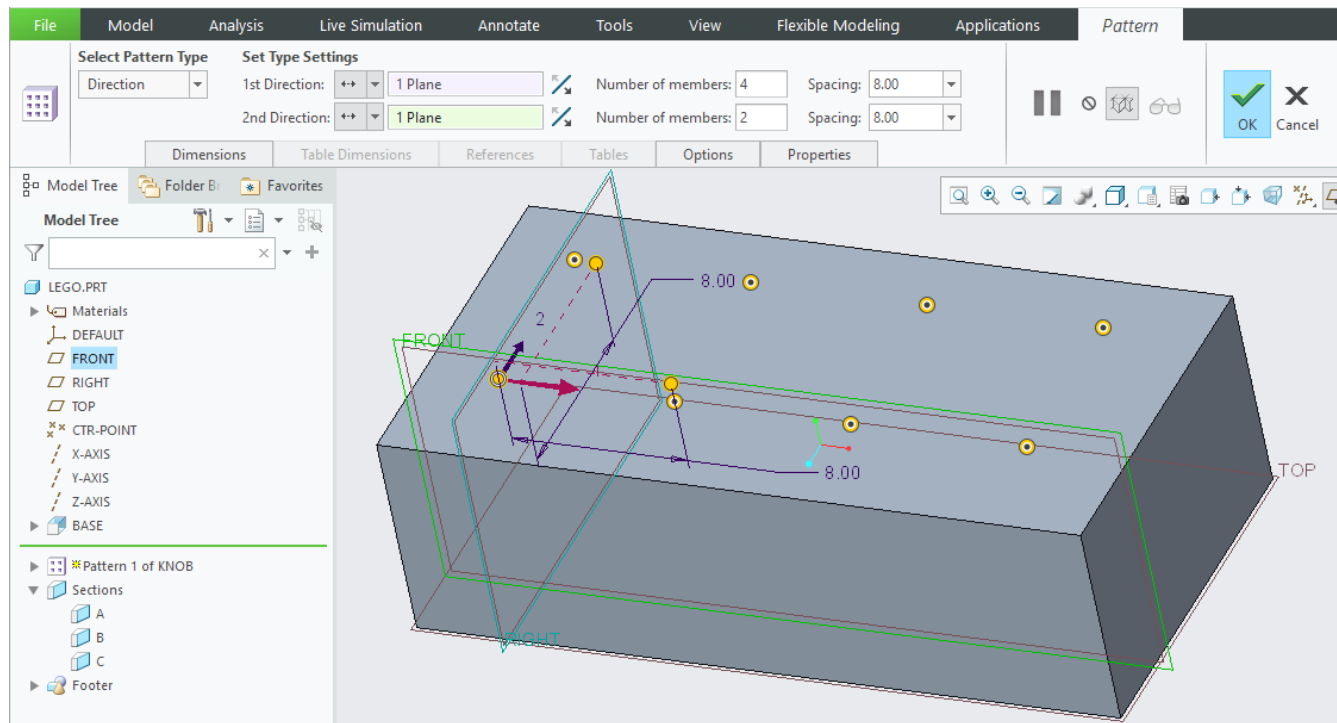 File Model Analysis Live Simulation Annotate Tools View Flexible Modeling Applications Pattern
Select Pattern Type Set Type Settings
Direction 1st Direction: 1 Plane Number of members: 4 Spacing: 8.00
2nd Direction: 1 Plane Number of members: 2 Spacing: 8.00
OK Cancel
Dimensions Table Dimensions References Tables Options Properties
Model Tree Folder Br Favorites
Model Tree
LEGO.PRT
Materials
DEFAULT
FRONT
RIGHT
TOP
CTR-POINT
X-AXIS
Y-AXIS
Z-AXIS
BASE
Pattern 1 of KNOB
Sections
A
B
C
Footer
8.00
2
FRONT
8.00
TOP
RIGHT